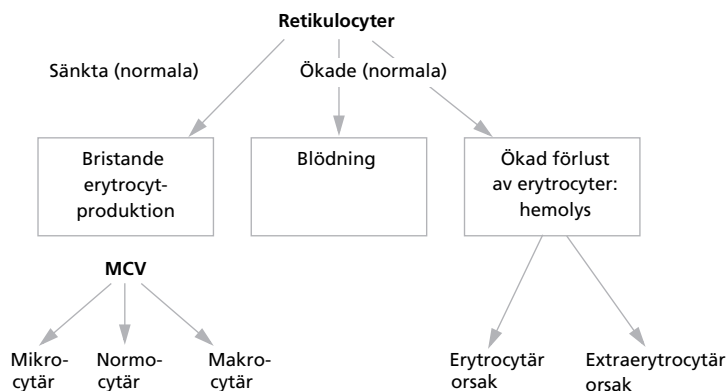 Retikulocyter
Sänkta (normala)
Ökade (normala)
Bristande
erytrocyt-
produktion
Blödning
Ökad förlust
av erytrocyter:
hemolys
MCV
Mikro-
cytär
Normo-
cytär
Makro-
cytär
Erytrocytär
orsak
Extraerytrocytär
orsak